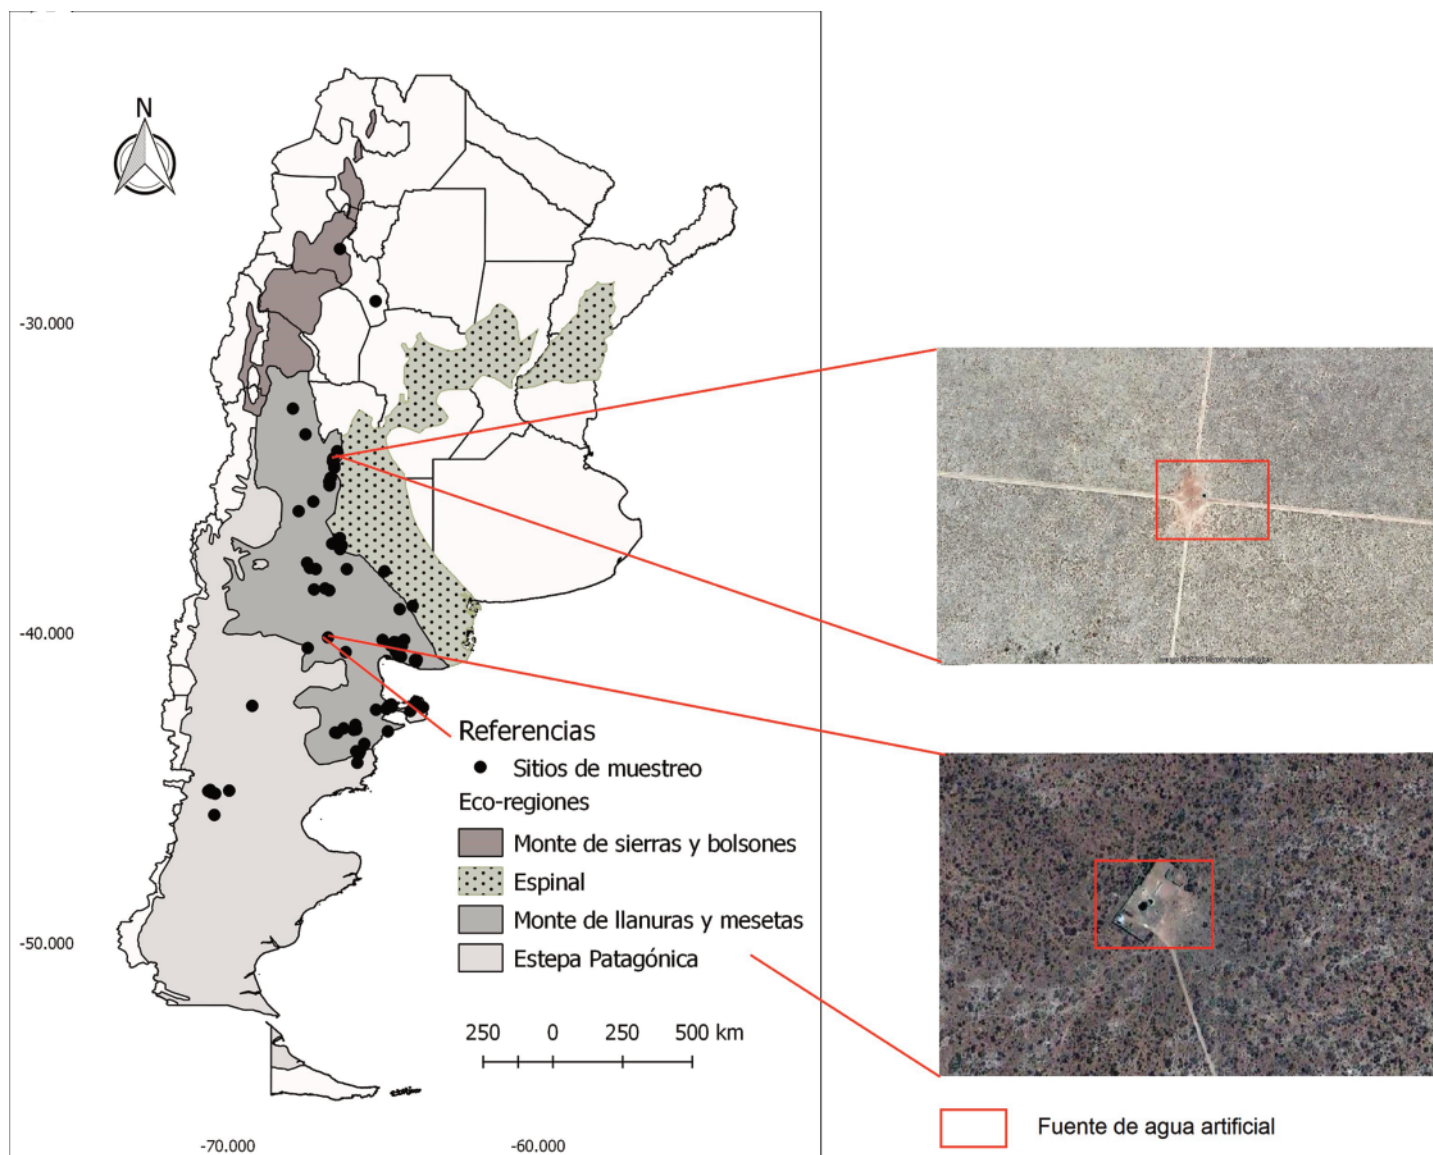 N
-30.000
-40.000
-50.000
-70.000
-60.000
Referencias
Sitios de muestreo
Eco-regiones
Monte de sierras y bolsones
Espinal
Monte de llanuras y mesetas
Estepa Patagónica
250 0 250 500 km
Fuente de agua artificial